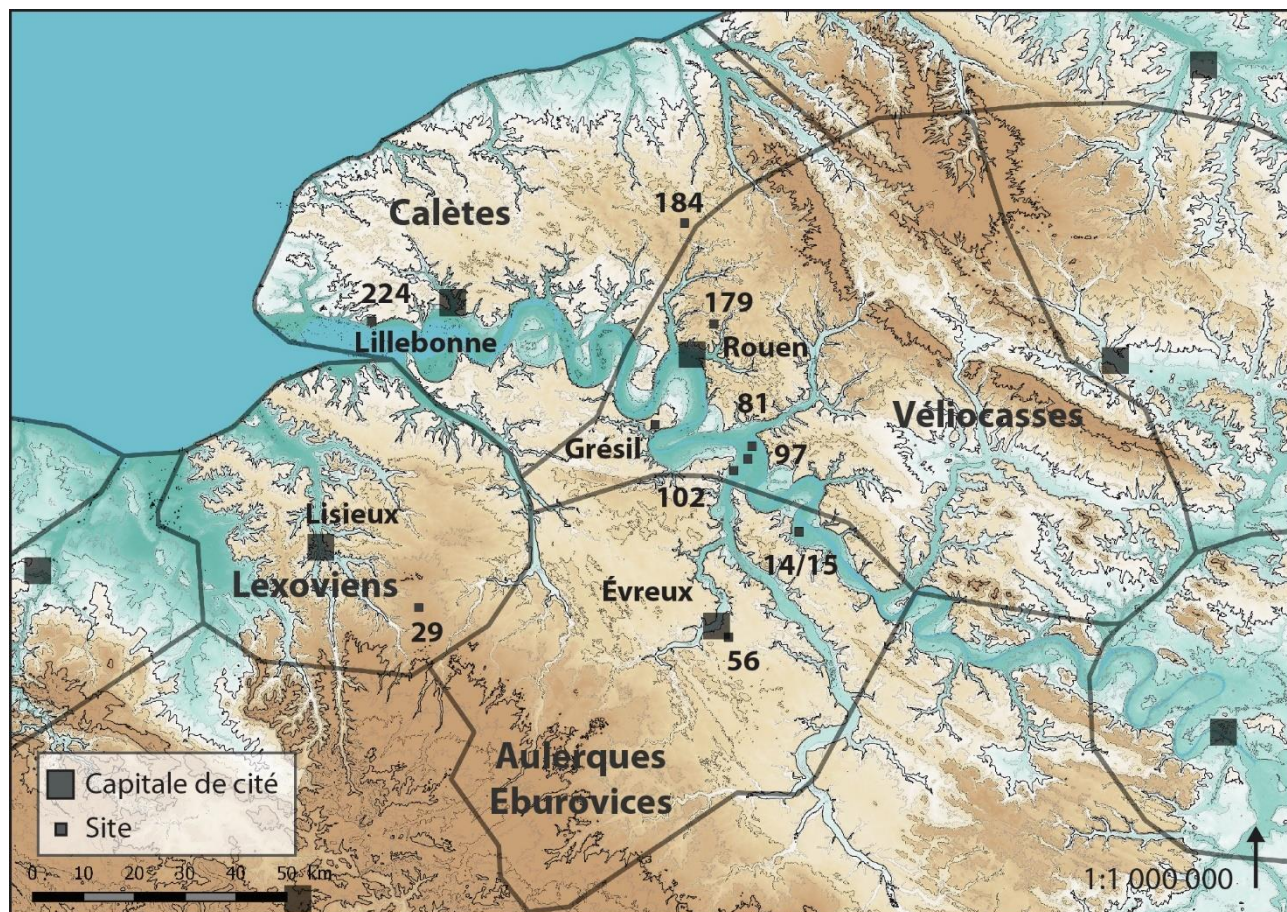 Calètes
184
224
179
Lillebonne
Rouen
81
Véliocasses
Grésil
97
102
Lisieux
14/15
Lexoviens
Évreux
29
56
Aulerques
Eburovices
Capitale de cité
Site
0 10 20 30 40 50 km
1:1 000 000